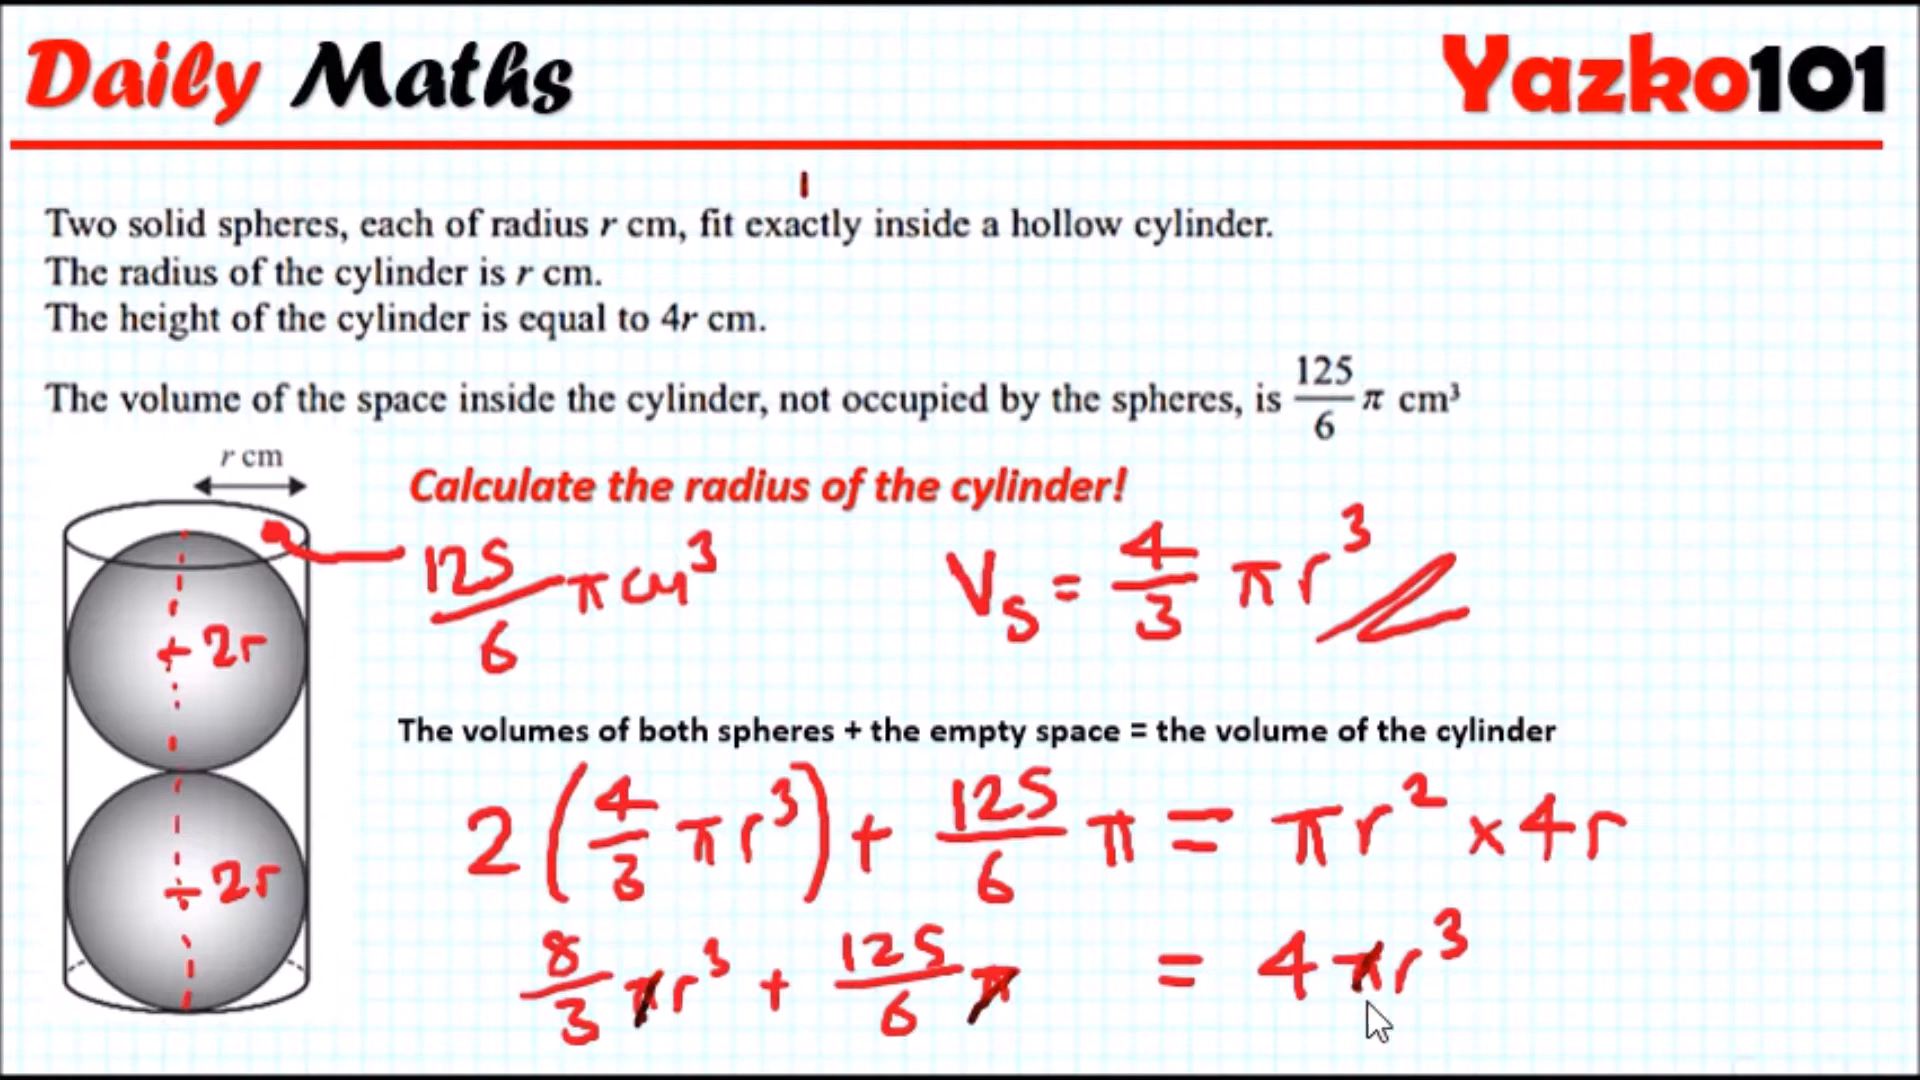 Daily Maths Yazko101
Two solid spheres, each of radius r cm, fit exactly inside a hollow cylinder.
The radius of the cylinder is r cm.
The height of the cylinder is equal to 4r cm.
The volume of the space inside the cylinder, not occupied by the spheres, is 125/6 π cm³
r cm
Calculate the radius of the cylinder!
125/6 π cm³
Vs = 4/3 πr³
2r
The volumes of both spheres + the empty space = the volume of the cylinder
2(4/3 πr³) + 125/6 π = πr² × 4r
2r
8/3 πr³ + 125/6 π = 4πr³